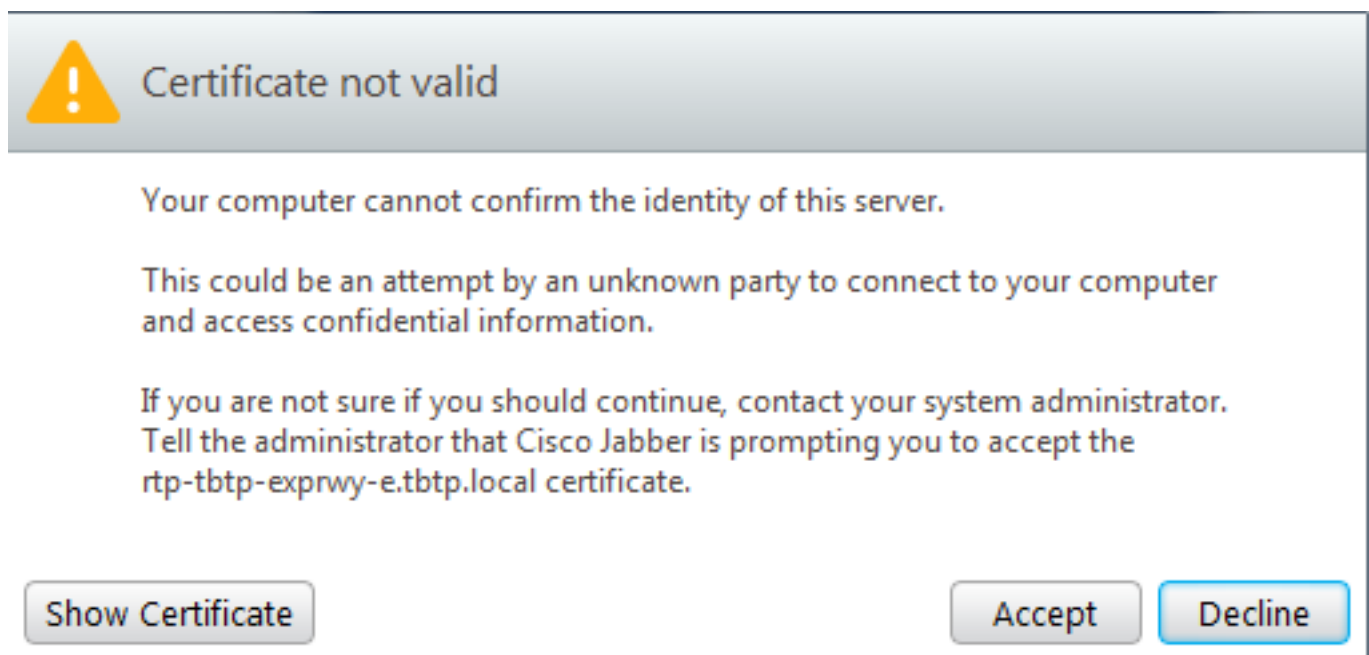 Certificate not valid
Your computer cannot confirm the identity of this server.
This could be an attempt by an unknown party to connect to your computer
and access confidential information.
If you are not sure if you should continue, contact your system administrator.
Tell the administrator that Cisco Jabber is prompting you to accept the
rtp-tbtp-exprwy-e.tbtp.local certificate.
Show Certificate
Accept
Decline